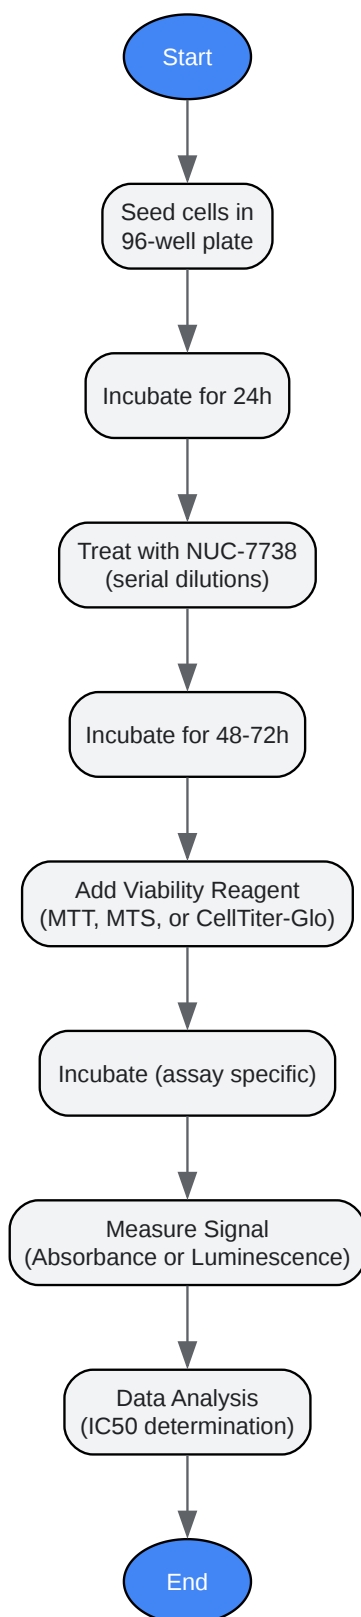 Start
Seed cells in
96-well plate
Incubate for 24h
Treat with NUC-7738
(serial dilutions)
Incubate for 48-72h
Add Viability Reagent
(MTT, MTS, or CellTiter-Glo)
Incubate (assay specific)
Measure Signal
(Absorbance or Luminescence)
Data Analysis
(IC50 determination)
End